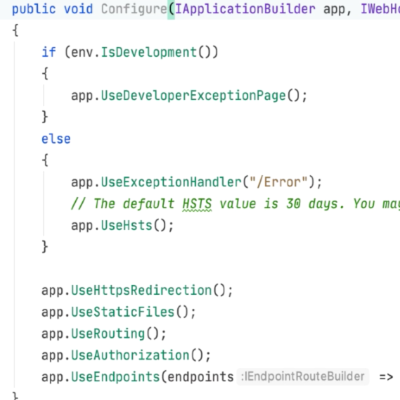 public void Configure(IApplicationBuilder app, IWebHo
{
if (env.IsDevelopment())
{
app.UseDeveloperExceptionPage();
}
else
{
app.UseExceptionHandler("/Error");
// The default HSTS value is 30 days. You may
app.UseHsts();
}
app.UseHttpsRedirection();
app.UseStaticFiles();
app.UseRouting();
app.UseAuthorization();
app.UseEndpoints(endpoints :IEndpointRouteBuilder =>
}